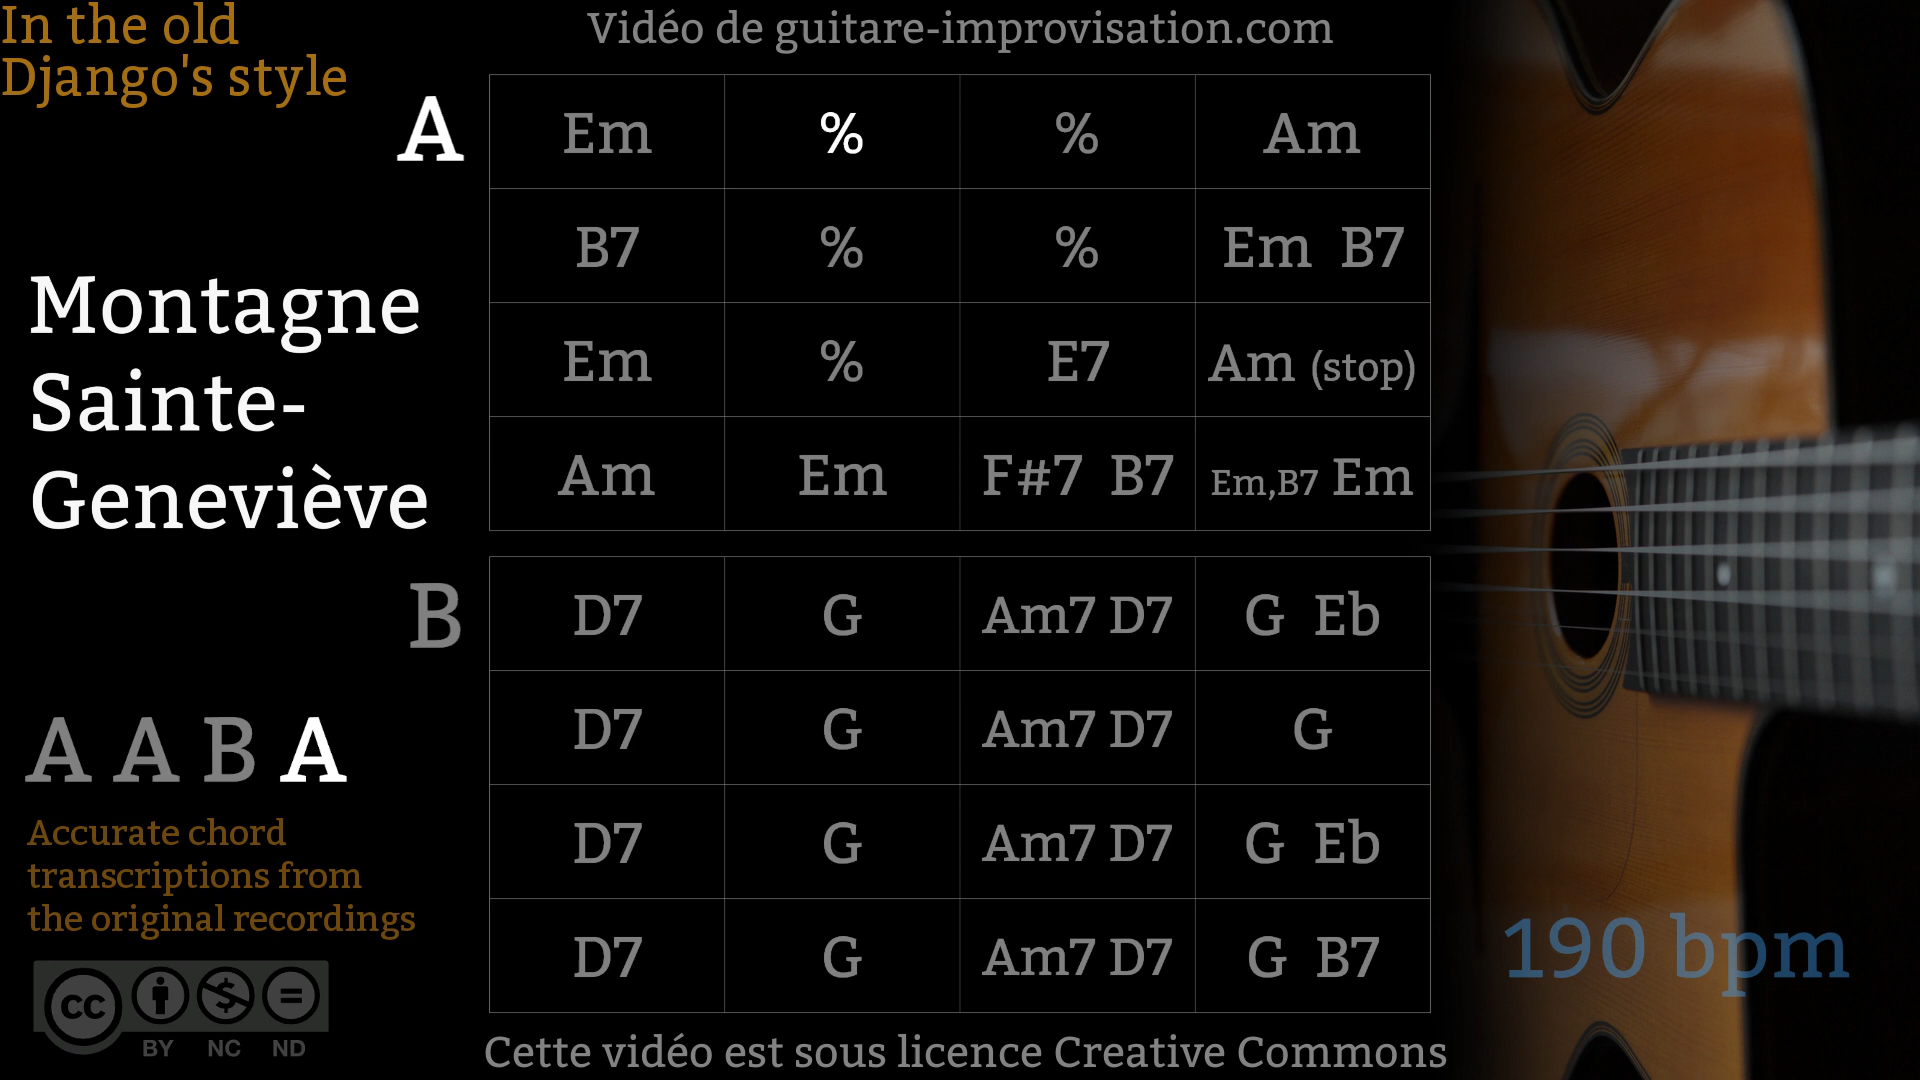 In the old
Django's style
Vidéo de guitare-improvisation.com
A
Em % % Am
B7 % % Em B7
Em % E7 Am (stop)
Am Em F#7 B7 Em,B7 Em
Montagne
Sainte-
Geneviève
B
D7 G Am7 D7 G Eb
D7 G Am7 D7 G
D7 G Am7 D7 G Eb
D7 G Am7 D7 G B7
A A B A
Accurate chord
transcriptions from
the original recordings
cc
BY NC ND
190 bpm
Cette vidéo est sous licence Creative Commons